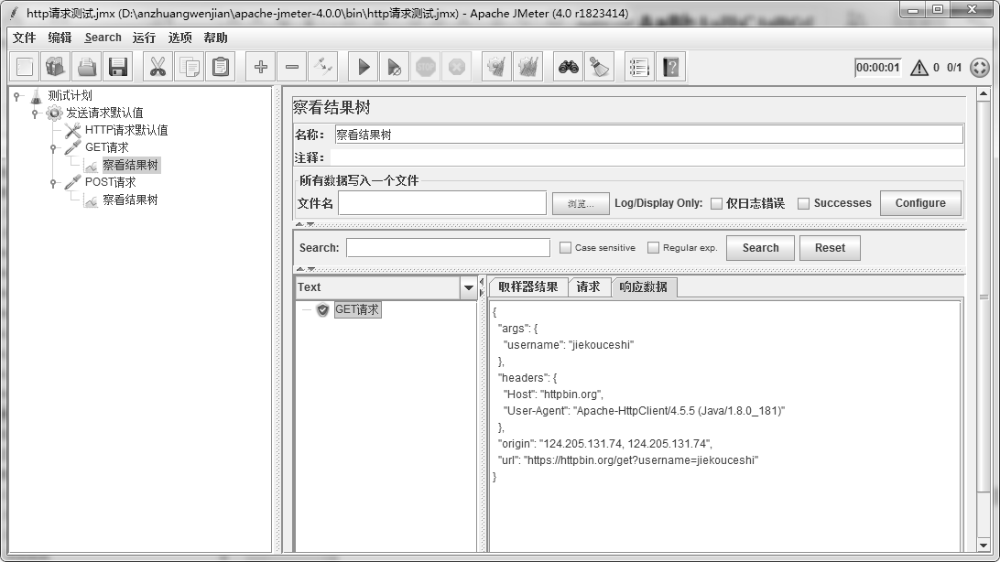 http请求测试.jmx (D:\anzhuangwenjian\apache-jmeter-4.0.0\bin\http请求测试.jmx) - Apache JMeter (4.0 r1823414)
文件 编辑 Search 运行 选项 帮助
STOP
00:00:01 0 0/1
测试计划
发送请求默认值
HTTP请求默认值
GET请求
察看结果树
POST请求
察看结果树
察看结果树
名称： 察看结果树
注释：
所有数据写入一个文件
文件名 浏览... Log/Display Only: 仅日志错误 Successes Configure
Search: Case sensitive Regular exp. Search Reset
Text
GET请求
取样器结果 请求 响应数据
{
"args": {
"username": "jiekouceshi"
},
"headers": {
"Host": "httpbin.org",
"User-Agent": "Apache-HttpClient/4.5.5 (Java/1.8.0_181)"
},
"origin": "124.205.131.74, 124.205.131.74",
"url": "https://httpbin.org/get?username=jiekouceshi"
}